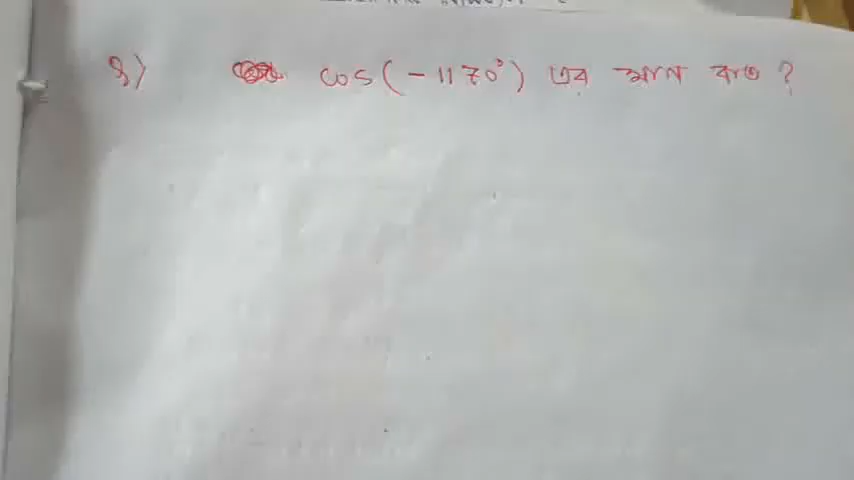 ৪) cos(-1170°) এর মান কত ?